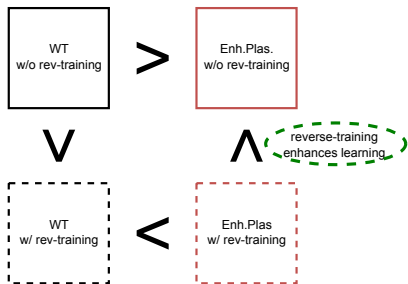 WT
w/o rev-training
>
Enh.Plas.
w/o rev-training
V
Λ
reverse-training
enhances learning
WT
w/ rev-training
<
Enh.Plas
w/ rev-training